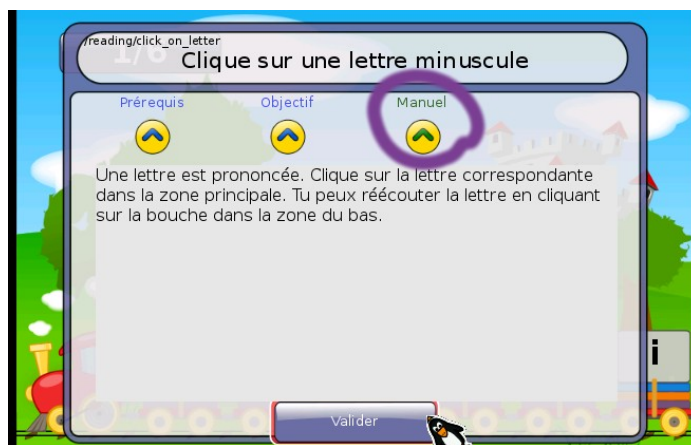 /reading/click_on_letter
1/6
Clique sur une lettre minuscule
Prérequis Objectif Manuel
Une lettre est prononcée. Clique sur la lettre correspondante
dans la zone principale. Tu peux réécouter la lettre en cliquant
sur la bouche dans la zone du bas.
i
Valider